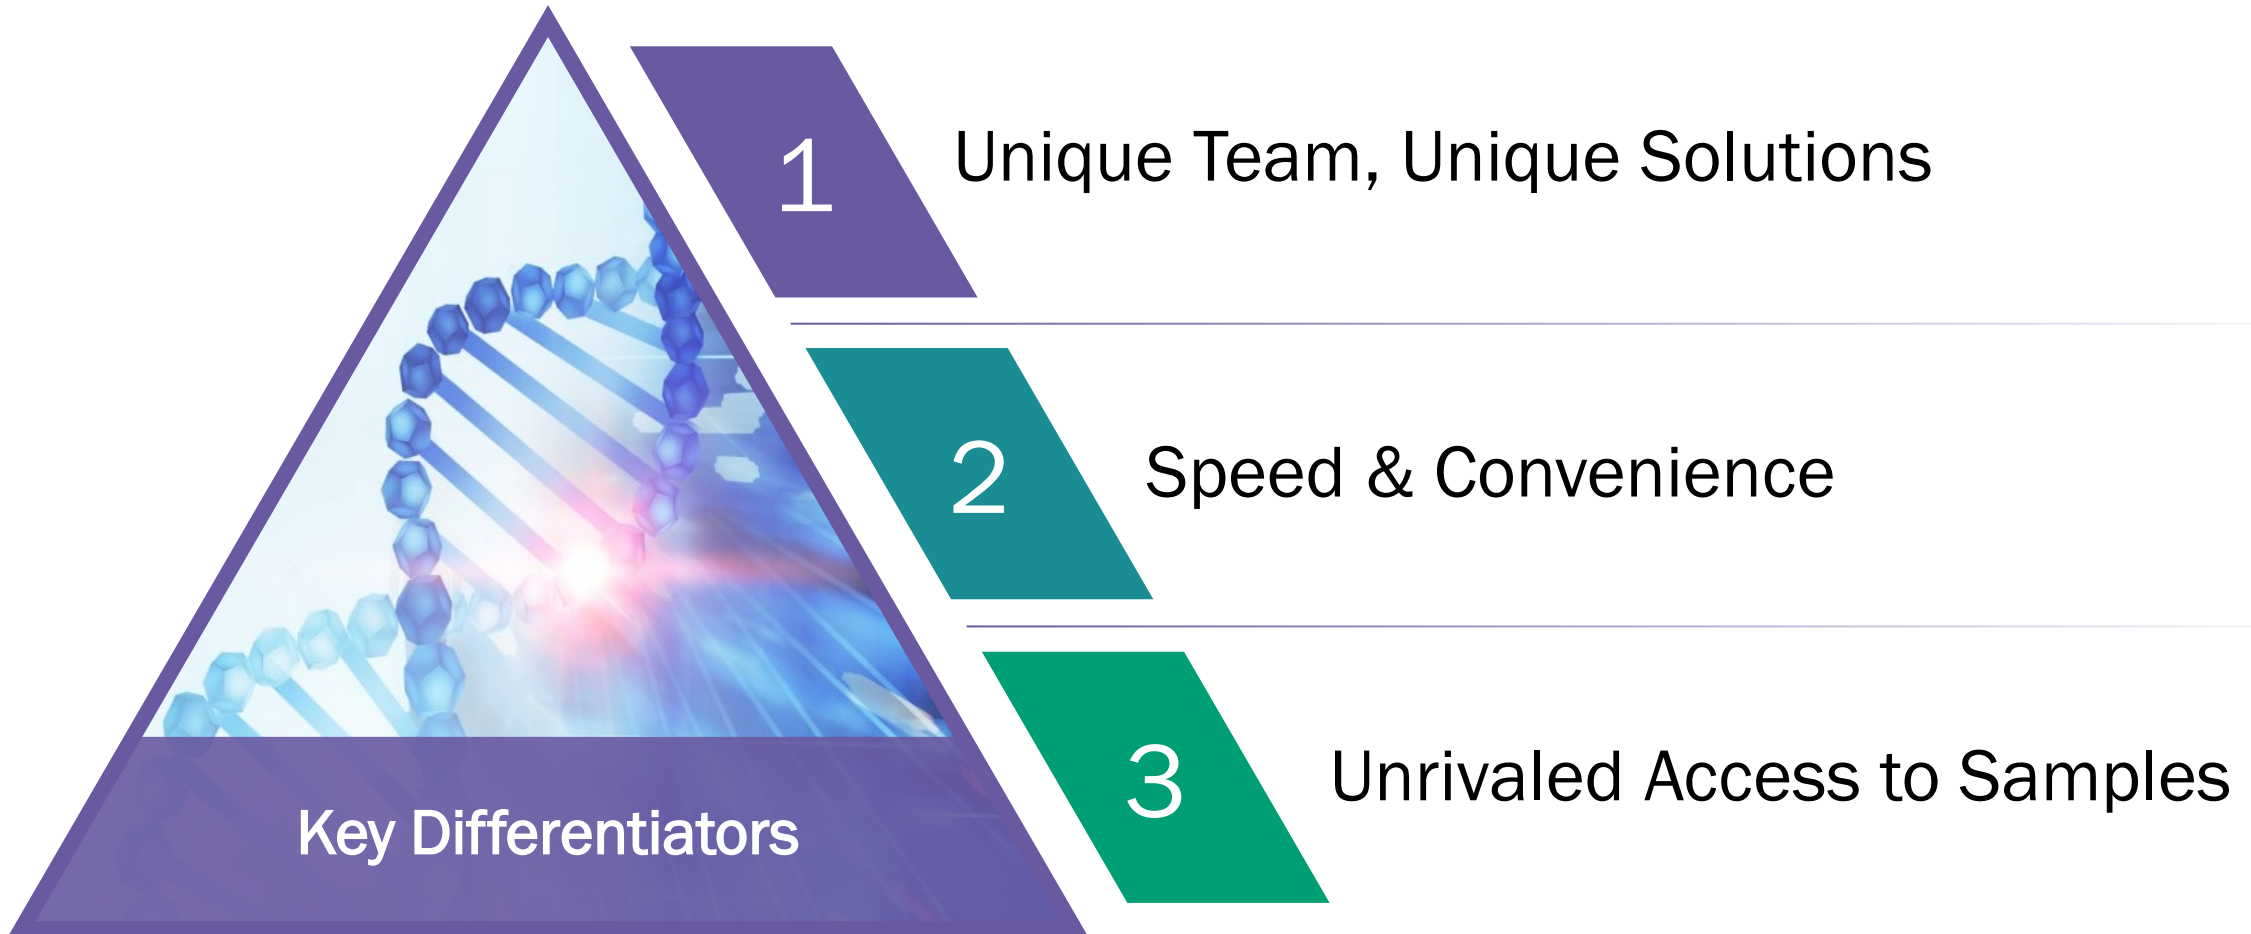 1
Unique Team, Unique Solutions
2
Speed & Convenience
3
Unrivaled Access to Samples
Key Differentiators